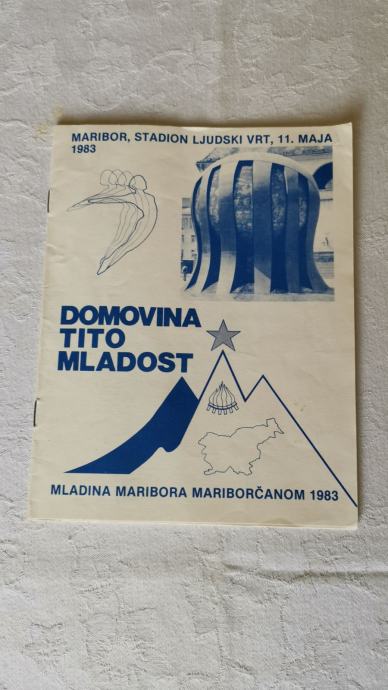 MARIBOR, STADION LJUDSKI VRT, 11. MAJA
1983
DOMOVINA
TITO
MLADOST
MLADINA MARIBORA MARIBORČANOM 1983